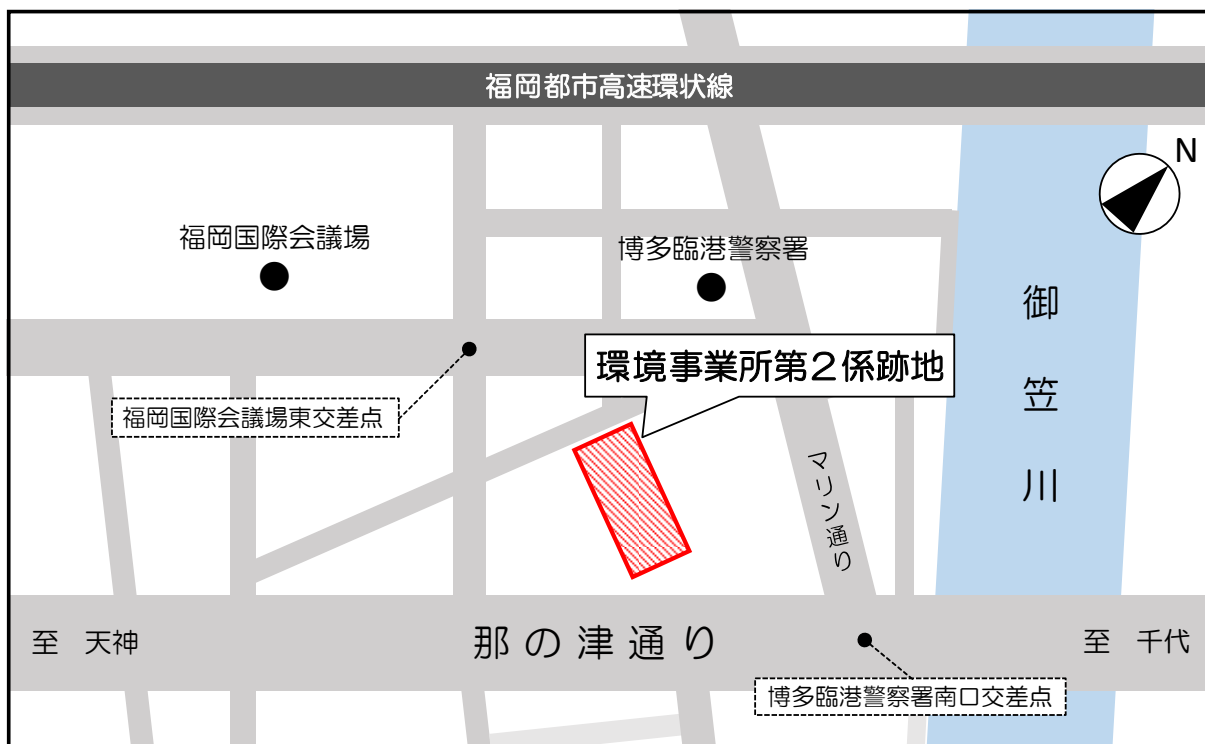 福岡都市高速環状線
N
福岡国際会議場
博多臨港警察署
御笠川
環境事業所第2係跡地
福岡国際会議場東交差点
マリン通り
至 天神
那の津通り
至 千代
博多臨港警察署南口交差点